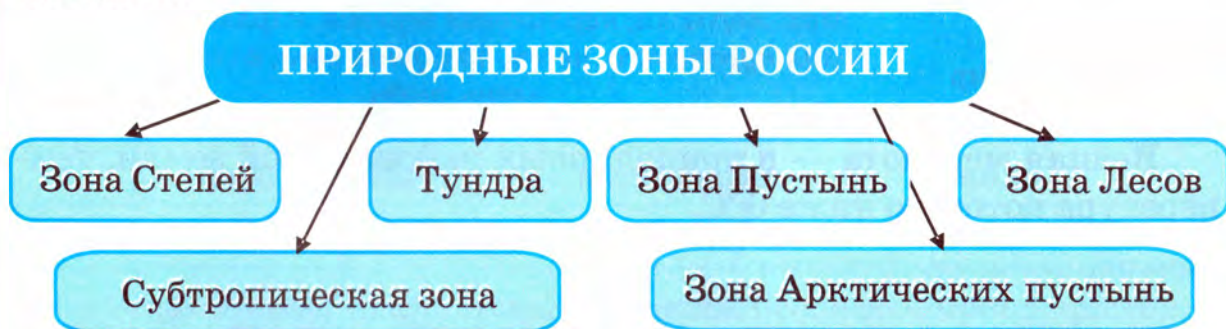 ПРИРОДНЫЕ ЗОНЫ РОССИИ
Зона Степей
Тундра
Зона Пустынь
Зона Лесов
Субтропическая зона
Зона Арктических пустынь